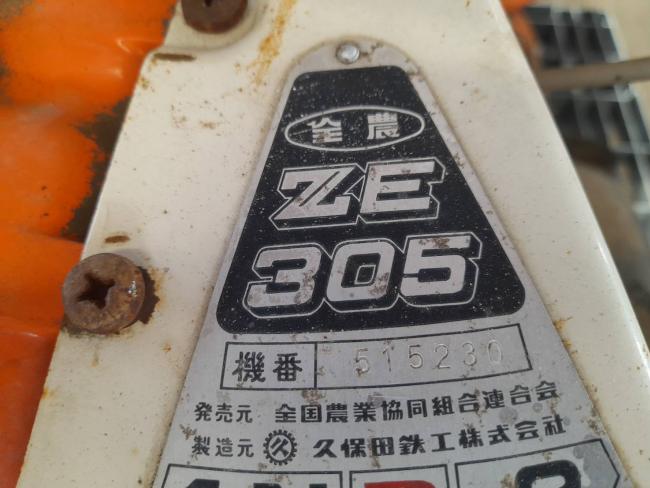 全農
ZE
305
機番 515230
発売元 全国農業協同組合連合会
製造元 久保田鉄工株式会社